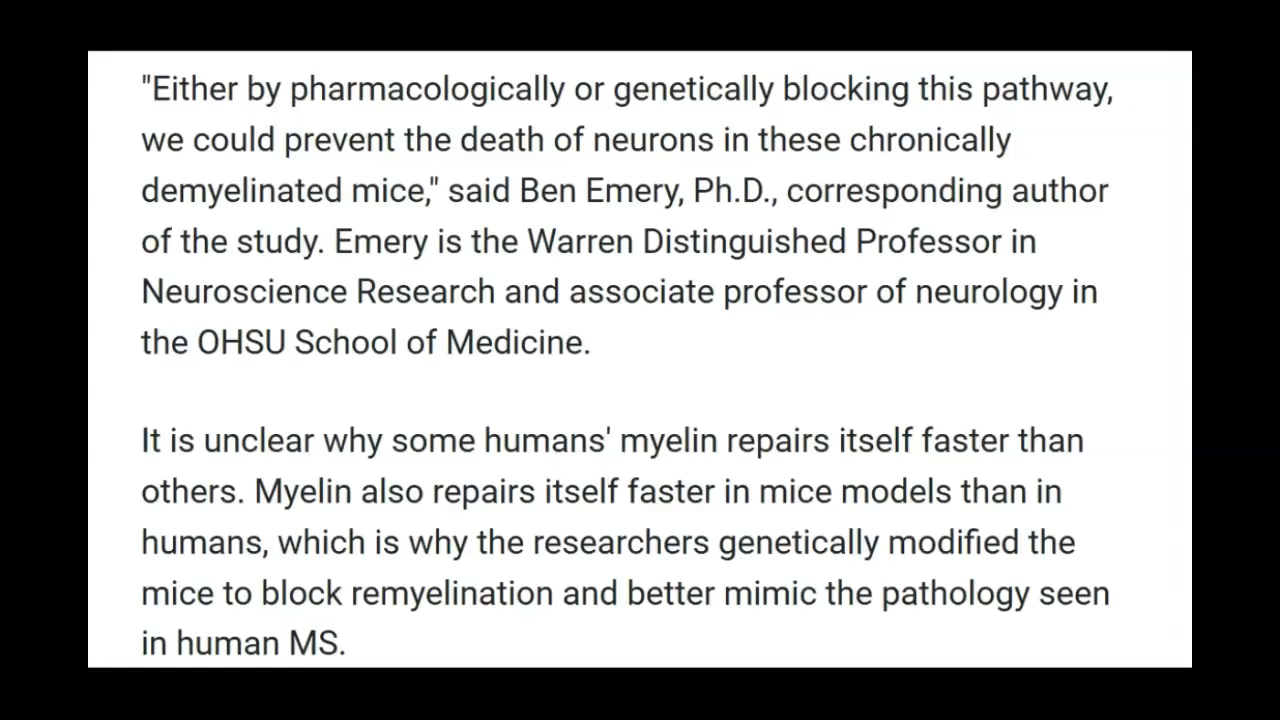 "Either by pharmacologically or genetically blocking this pathway,
we could prevent the death of neurons in these chronically
demyelinated mice," said Ben Emery, Ph.D., corresponding author
of the study. Emery is the Warren Distinguished Professor in
Neuroscience Research and associate professor of neurology in
the OHSU School of Medicine.
It is unclear why some humans' myelin repairs itself faster than
others. Myelin also repairs itself faster in mice models than in
humans, which is why the researchers genetically modified the
mice to block remyelination and better mimic the pathology seen
in human MS.